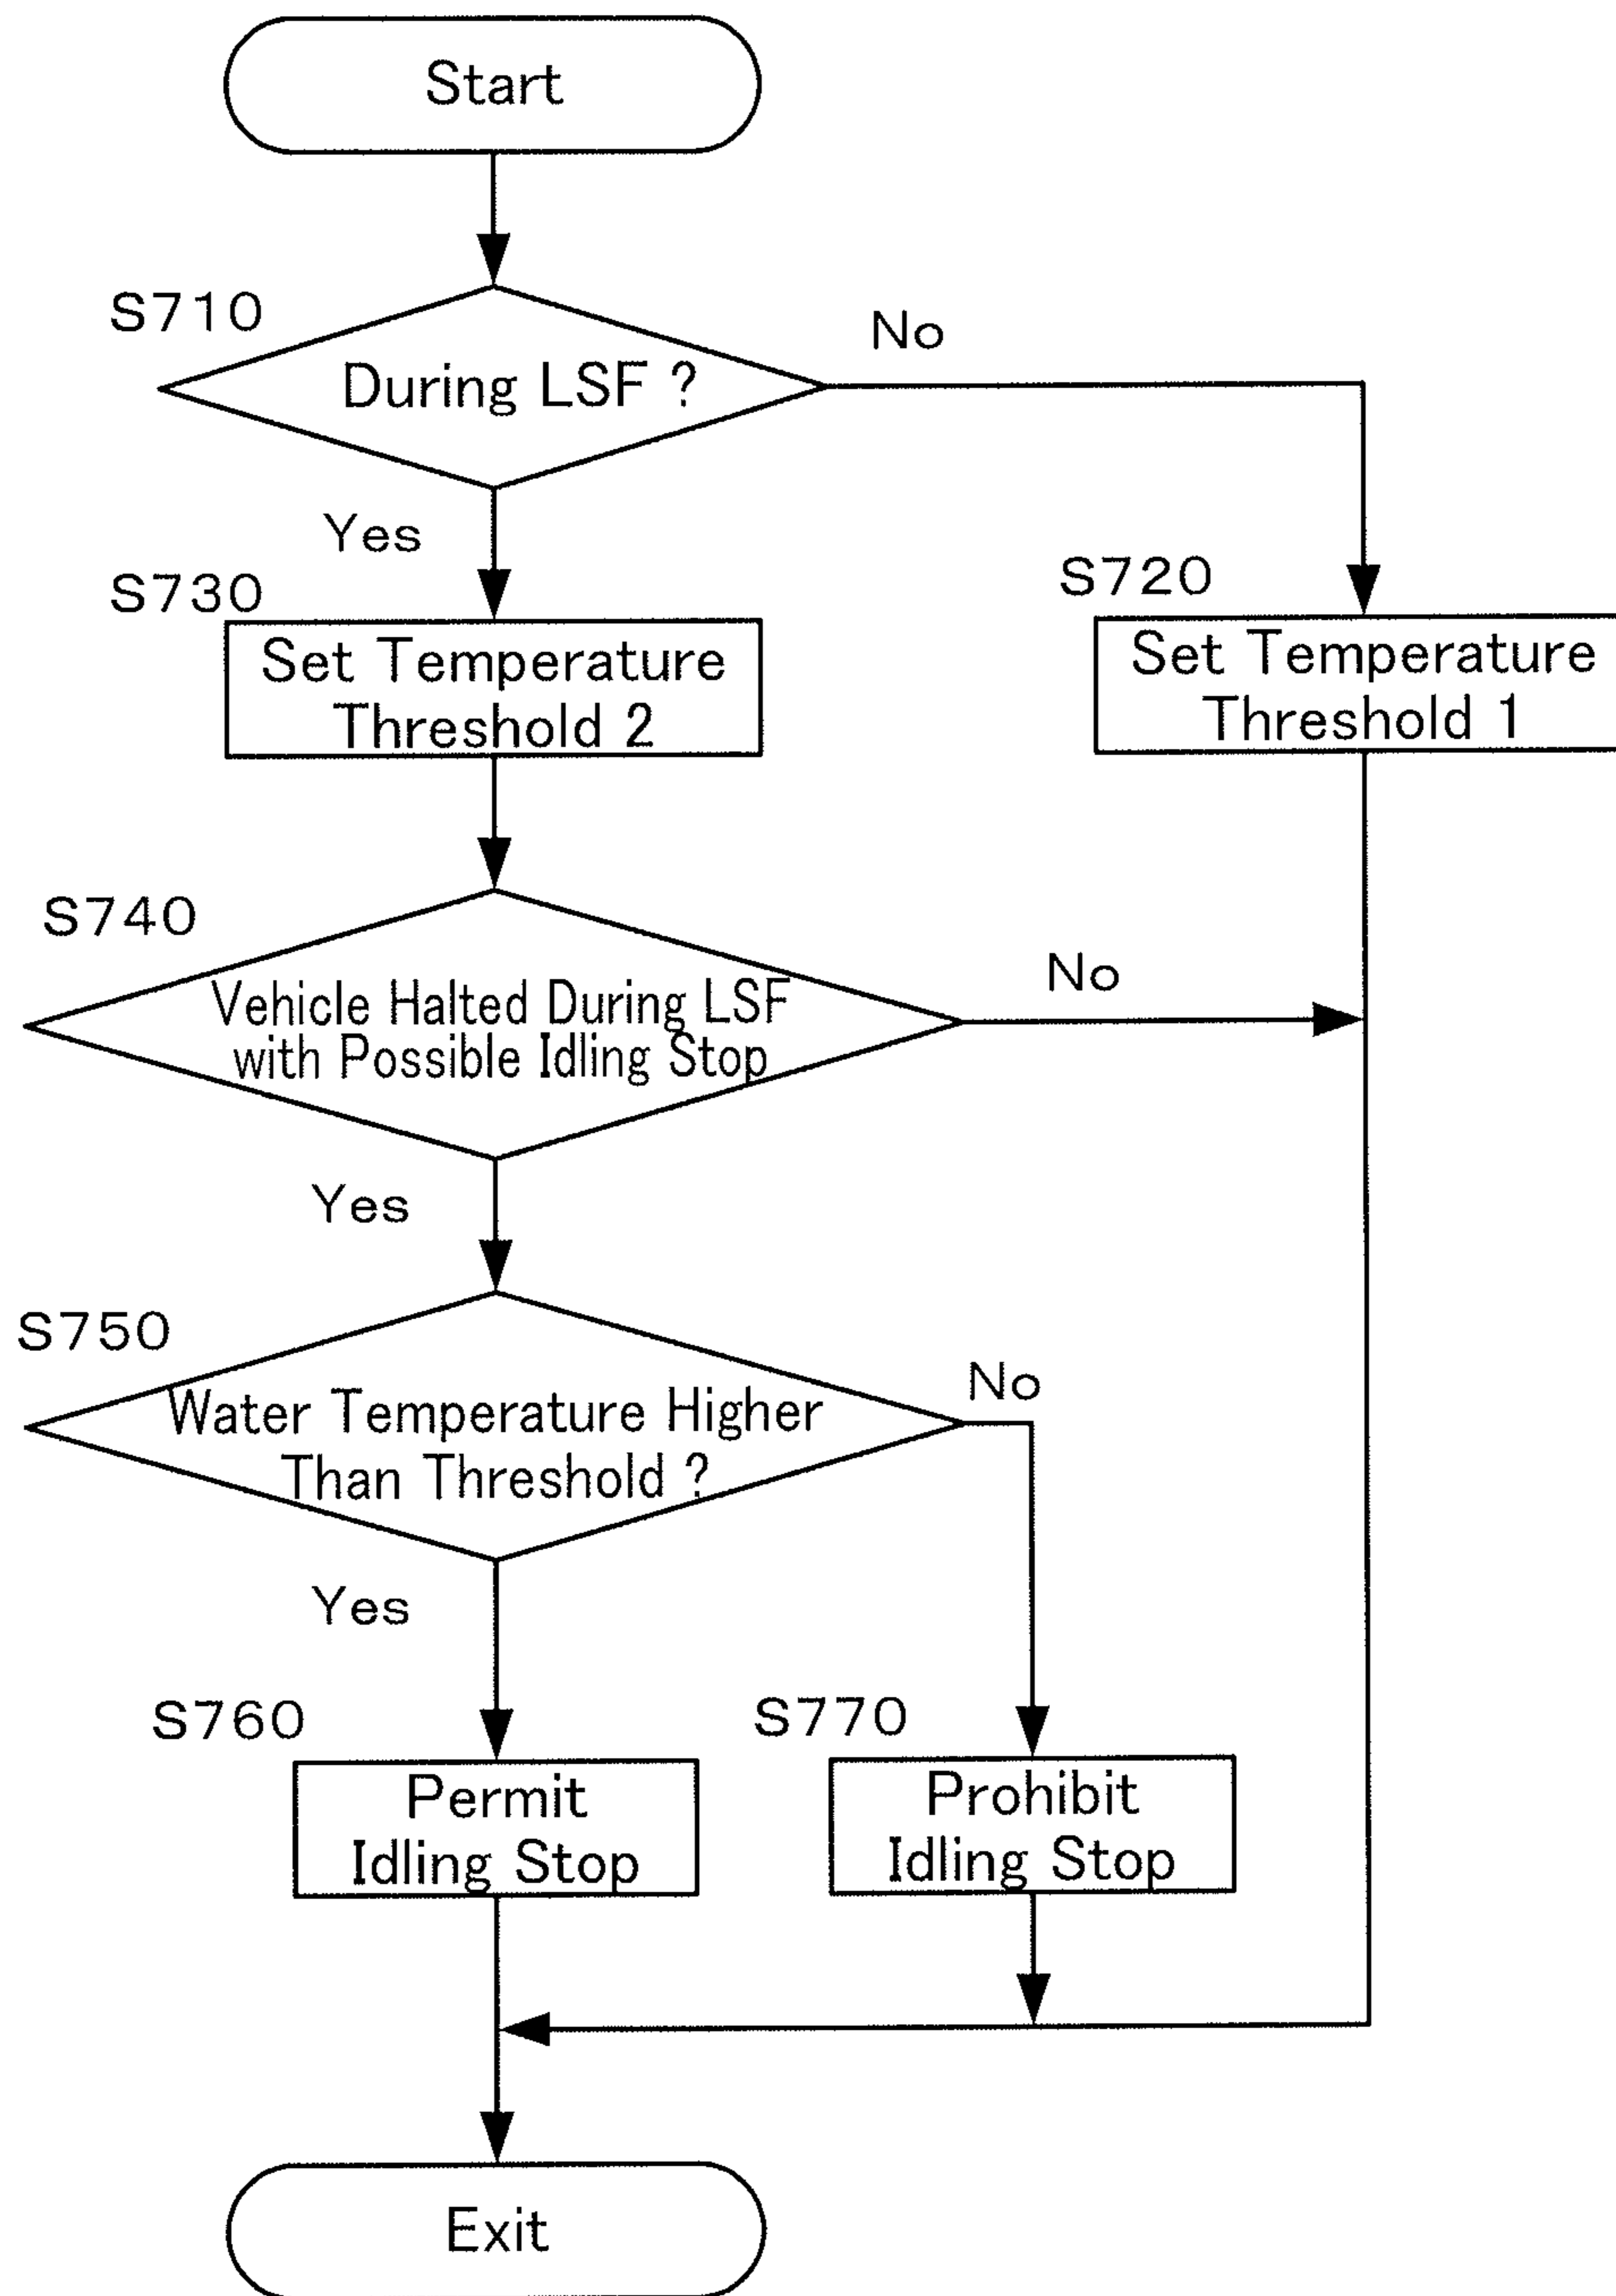 Start
S710
During LSF ?
No
Yes
S730
Set Temperature
Threshold 2
S720
Set Temperature
Threshold 1
S740
Vehicle Halted During LSF
with Possible Idling Stop
No
Yes
S750
Water Temperature Higher
Than Threshold ?
No
Yes
S760
Permit
Idling Stop
S770
Prohibit
Idling Stop
Exit